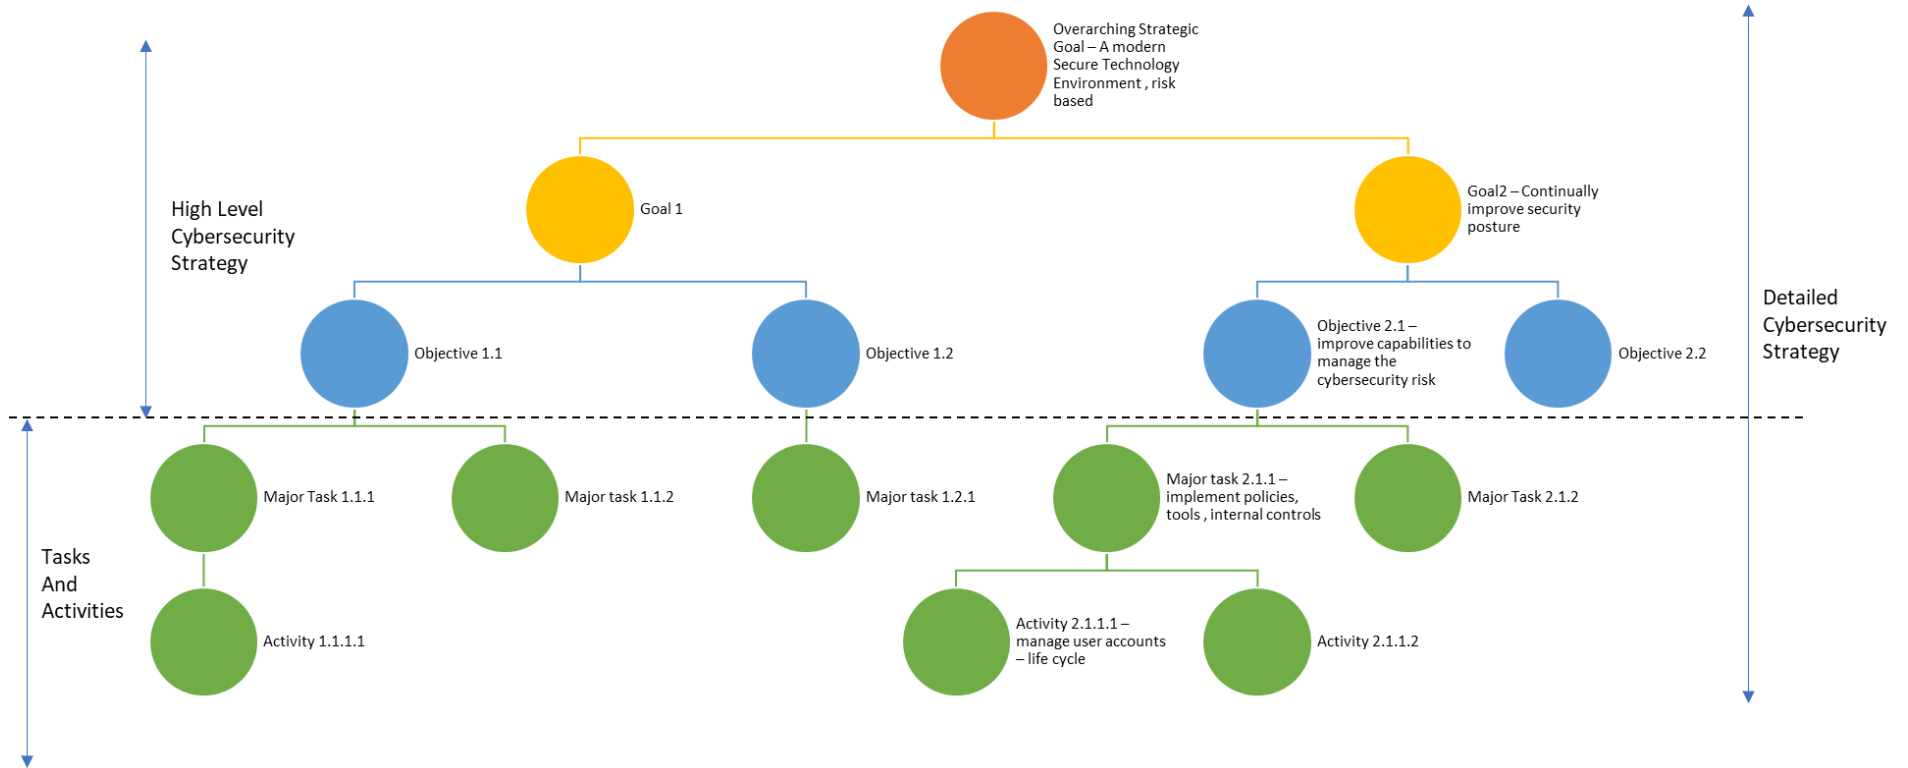 Overarching Strategic
Goal – A modern
Secure Technology
Environment , risk
based
High Level
Cybersecurity
Strategy
Goal 1
Goal2 – Continually
improve security
posture
Detailed
Cybersecurity
Strategy
Objective 1.1
Objective 1.2
Objective 2.1 –
improve capabilities to
manage the
cybersecurity risk
Objective 2.2
Tasks
And
Activities
Major Task 1.1.1
Major task 1.1.2
Major task 1.2.1
Major task 2.1.1 –
implement policies,
tools , internal controls
Major Task 2.1.2
Activity 1.1.1.1
Activity 2.1.1.1 –
manage user accounts
– life cycle
Activity 2.1.1.2